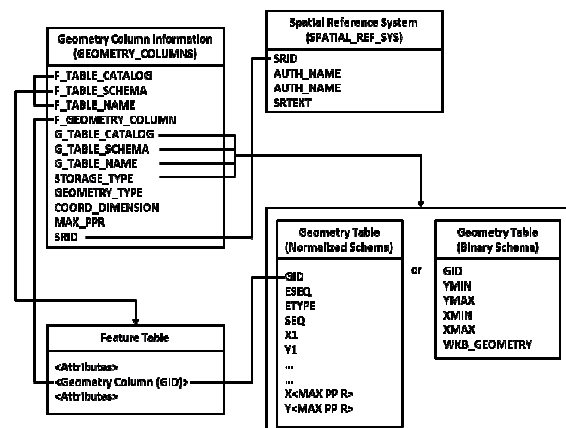 Geometry Column Information
(GEOMETRY_COLUMNS)
F_TABLE_CATALOG
F_TABLE_SCHEMA
F_TABLE_NAME
F_GEOMETRY_COLUMN
G_TABLE_CATALOG
G_TABLE_SCHEMA
G_TABLE_NAME
STORAGE_TYPE
GEOMETRY_TYPE
COORD_DIMENSION
MAX_PPR
SRID
Spatial Reference System
(SPATIAL_REF_SYS)
SRID
AUTH_NAME
AUTH_NAME
SRTEXT
Feature Table
<Attributes>
<Geometry Column (GID)>
<Attributes>
Geometry Table
(Normalized Schema)
GID
ESEQ
ETYPE
SEQ
X1
Y1
...
...
X<MAX PP R>
Y<MAX PP R>
or
Geometry Table
(Binary Schema)
GID
YMIN
YMAX
XMIN
XMAX
WKB_GEOMETRY